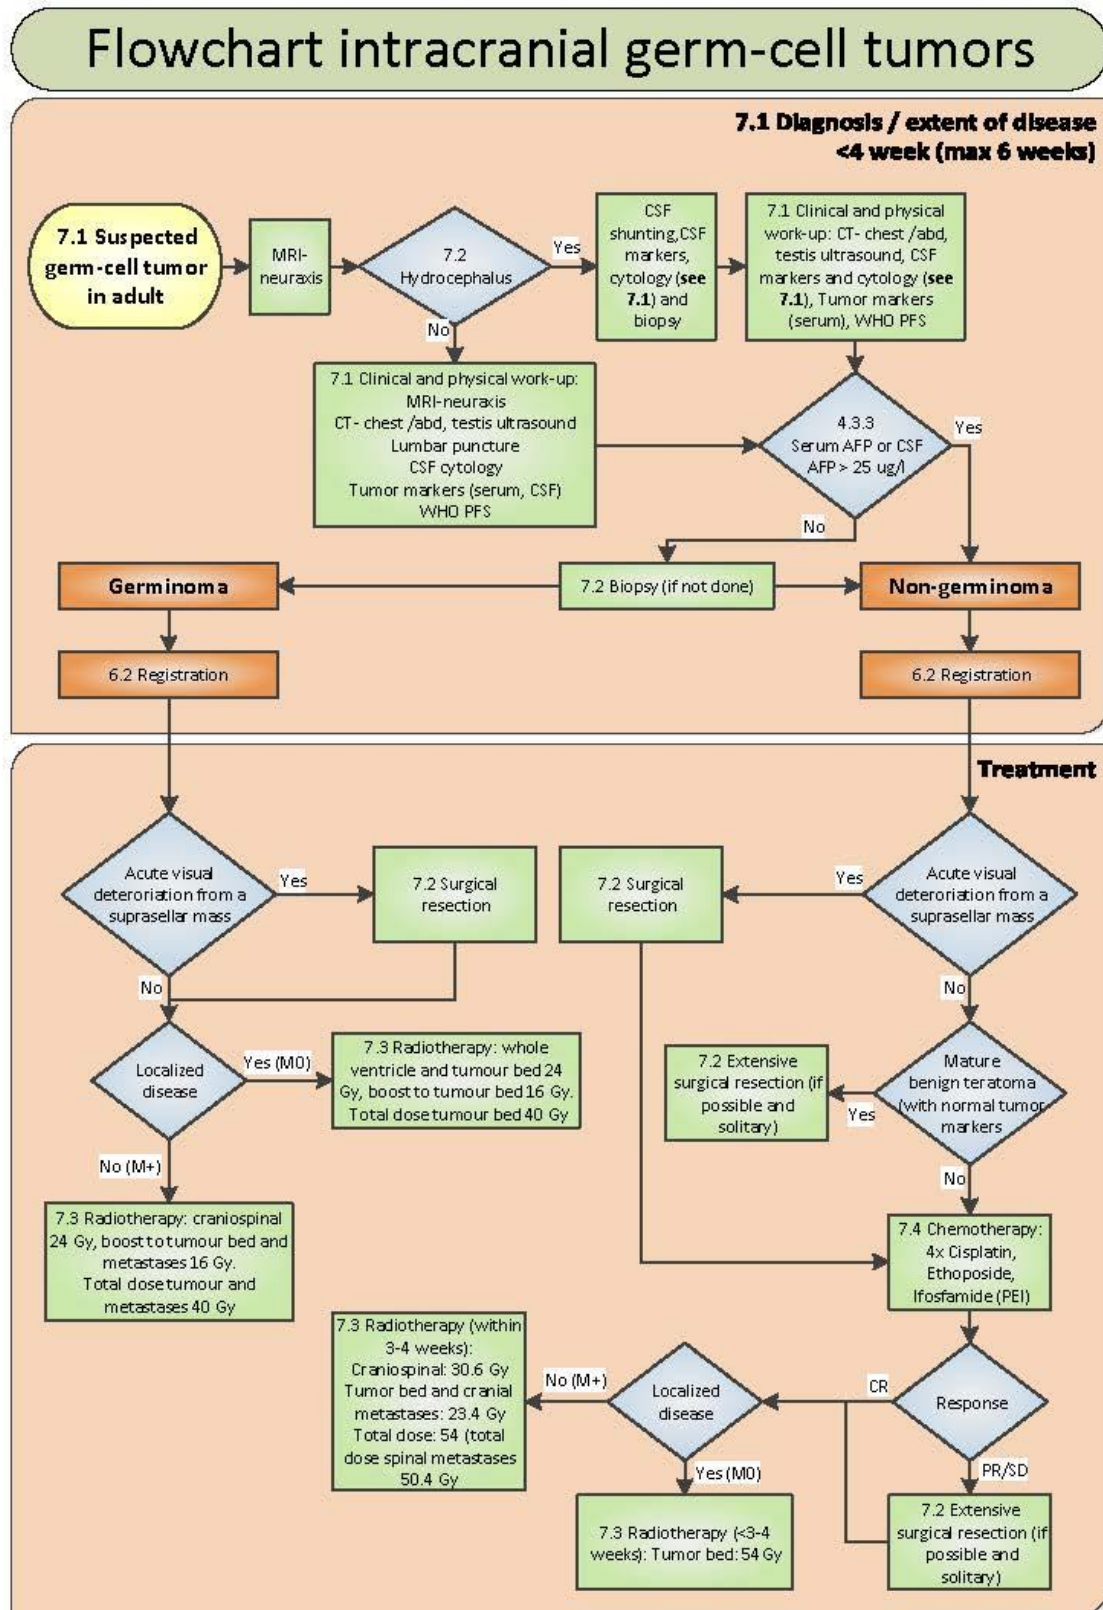 Flowchart intracranial germ-cell tumors
7.1 Diagnosis / extent of disease
<4 week (max 6 weeks)
7.1 Suspected
germ-cell tumor
in adult
MRI-
neuraxis
7.2
Hydrocephalus
Yes
CSF
shunting,CSF
markers,
cytology (see
7.1) and
biopsy
7.1 Clinical and physical
work-up: CT- chest /abd,
testis ultrasound, CSF
markers and cytology (see
7.1), Tumor markers
(serum), WHO PFS
No
7.1 Clinical and physical work-up:
MRI-neuraxis
CT- chest /abd, testis ultrasound
Lumbar puncture
CSF cytology
Tumor markers (serum, CSF)
WHO PFS
4.3.3
Serum AFP or CSF
AFP > 25 ug/l
Yes
No
Germinoma
7.2 Biopsy (if not done)
Non-germinoma
6.2 Registration
6.2 Registration
Treatment
Acute visual
deteroriation from a
suprasellar mass
Yes
7.2 Surgical
resection
7.2 Surgical
resection
Yes
Acute visual
deteroriation from a
suprasellar mass
No
No
Localized
disease
Yes (M0)
7.3 Radiotherapy: whole
ventricle and tumour bed 24
Gy, boost to tumour bed 16 Gy.
Total dose tumour bed 40 Gy
7.2 Extensive
surgical resection (if
possible and
solitary)
Yes
Mature
benign teratoma
(with normal tumor
markers
No (M+)
No
7.3 Radiotherapy: craniospinal
24 Gy, boost to tumour bed and
metastases 16 Gy.
Total dose tumour and
metastases 40 Gy
7.4 Chemotherapy:
4x Cisplatin,
Ethoposide,
Ifosfamide (PEI)
7.3 Radiotherapy (within
3-4 weeks):
Craniospinal: 30.6 Gy
Tumor bed and cranial
metastases: 23.4 Gy
Total dose: 54 (total
dose spinal metastases
50.4 Gy
No (M+)
Localized
disease
CR
Response
Yes (M0)
PR/SD
7.3 Radiotherapy (<3-4
weeks): Tumor bed: 54 Gy
7.2 Extensive
surgical resection (if
possible and
solitary)